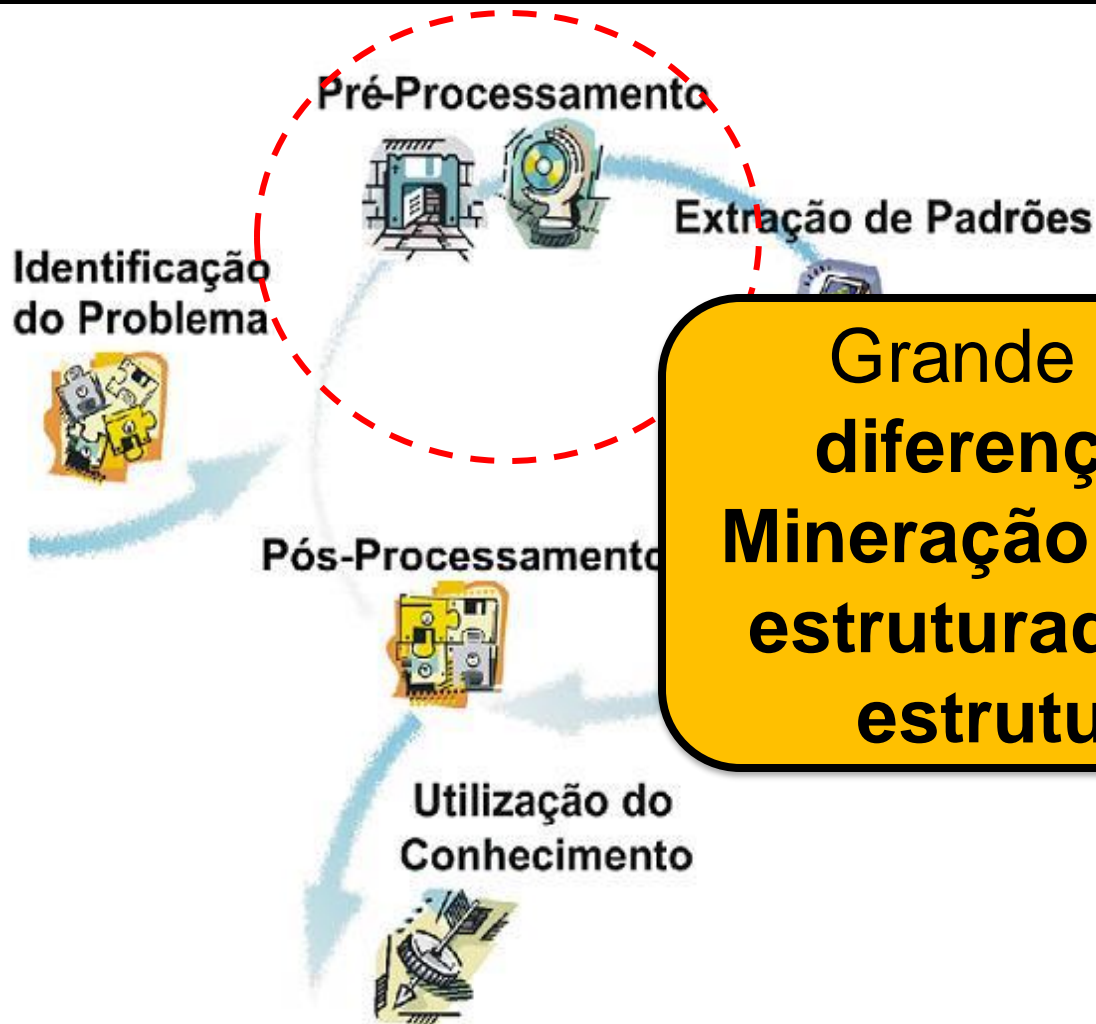 Pré-Processamento
Extração de Padrões
Identificação
do Problema
Grande
diferenç
Mineração
estruturad
estrutu
Pós-Processamento
Utilização do
Conhecimento